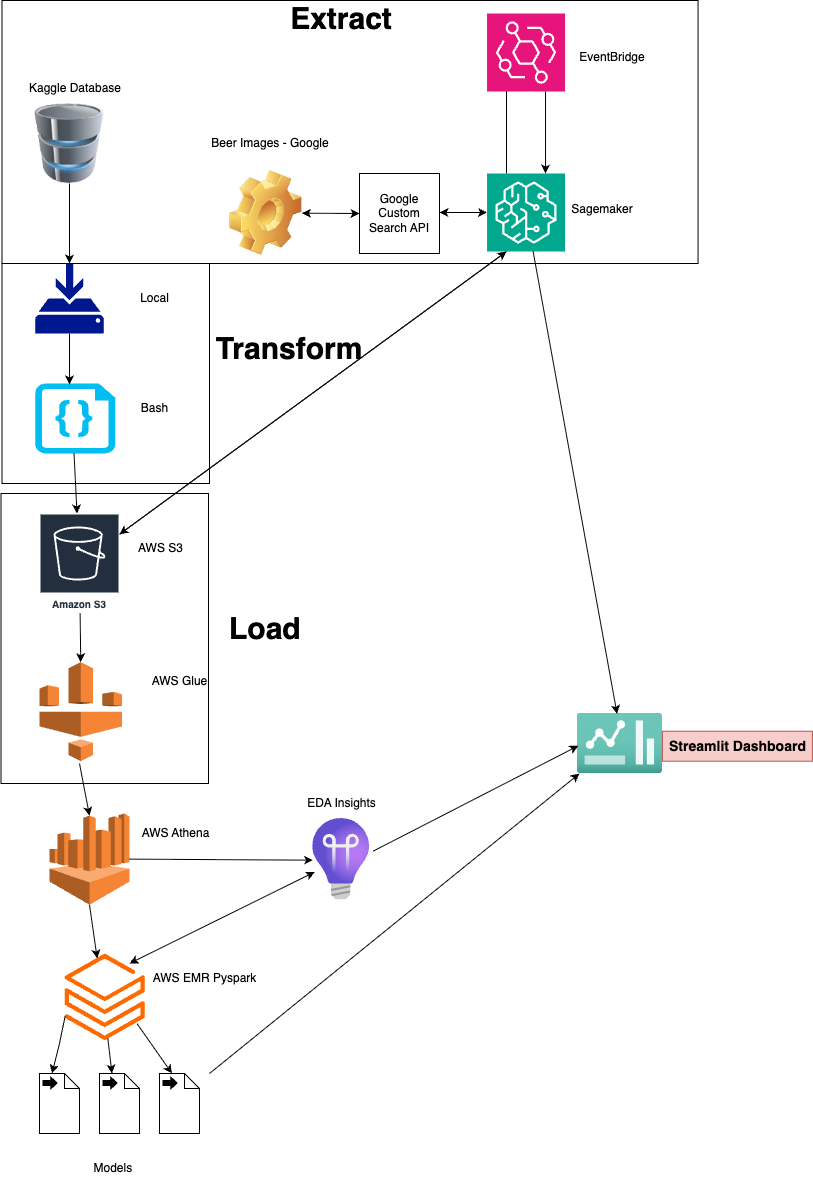 Extract
EventBridge
Kaggle Database
Beer Images - Google
Google
Custom
Search API
Sagemaker
Local
Transform
Bash
AWS S3
Amazon S3
Load
AWS Glue
Streamlit Dashboard
EDA Insights
AWS Athena
AWS EMR Pyspark
Models